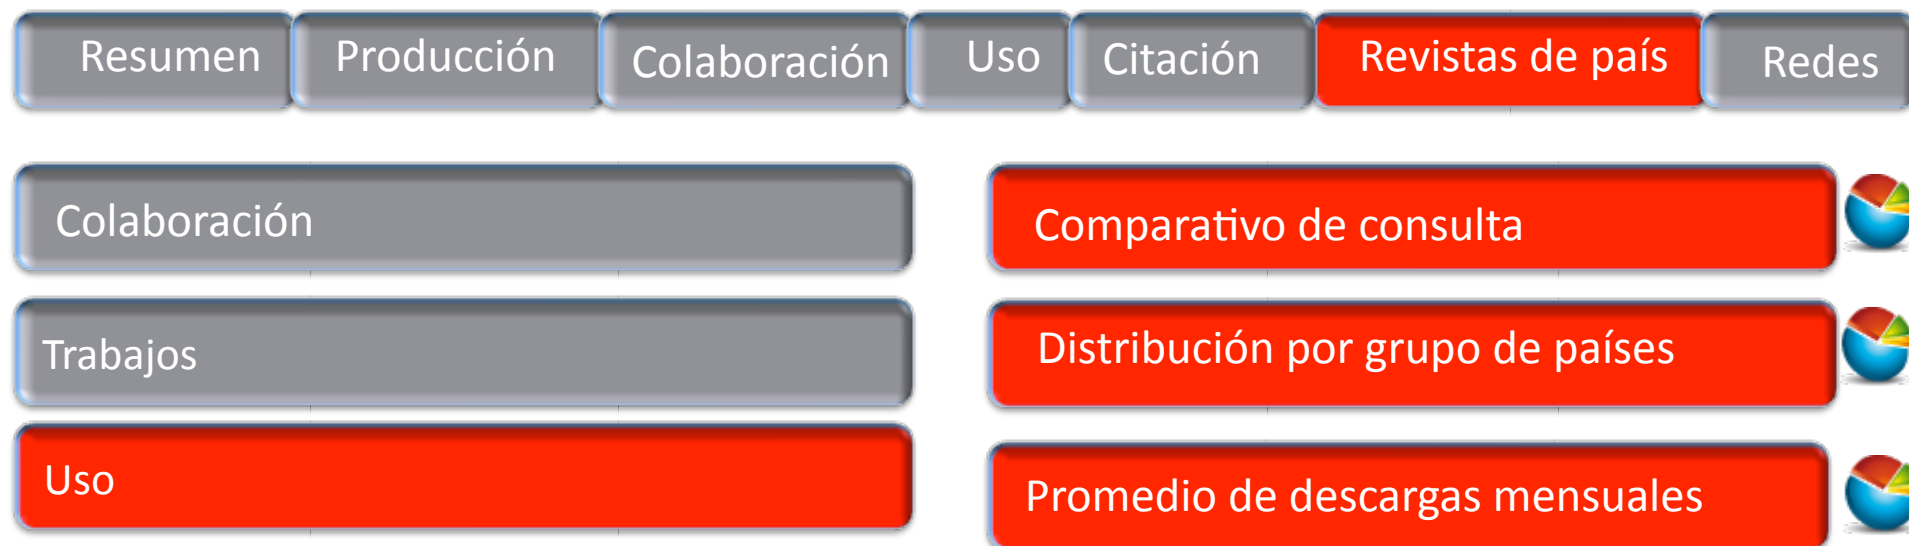 Resumen
Producción
Colaboración
Uso
Citación
Revistas de país
Redes
Colaboración
Trabajos
Uso
Comparativo de consulta
Distribución por grupo de países
Promedio de descargas mensuales